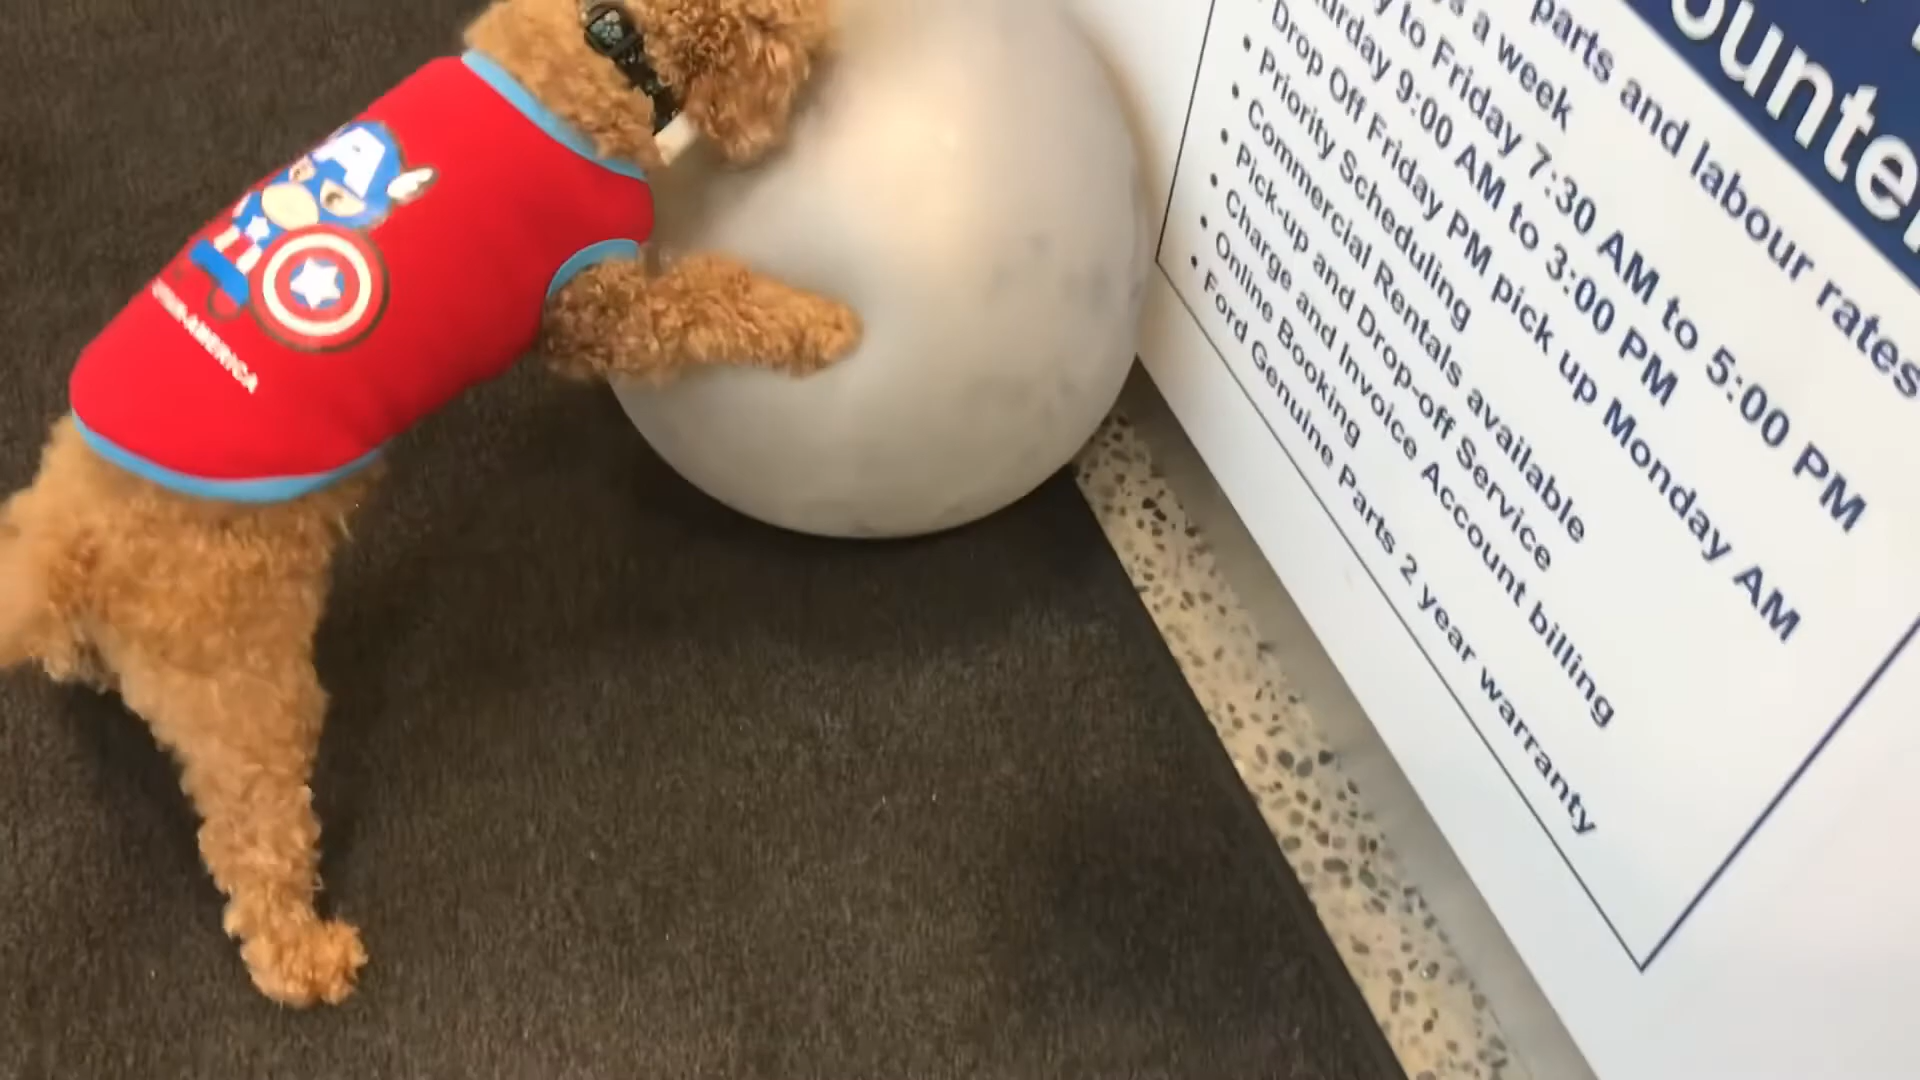 ounter
parts and labour rates
s a week
y to Friday 7:30 AM to 5:00 PM
urday 9:00 AM to 3:00 PM
Drop Off Friday PM pick up Monday AM
• Priority Scheduling
• Commercial Rentals available
• Pick-up and Drop-off Service
• Charge and Invoice Account billing
• Online Booking
• Ford Genuine Parts 2 year warranty
A
AMERICA